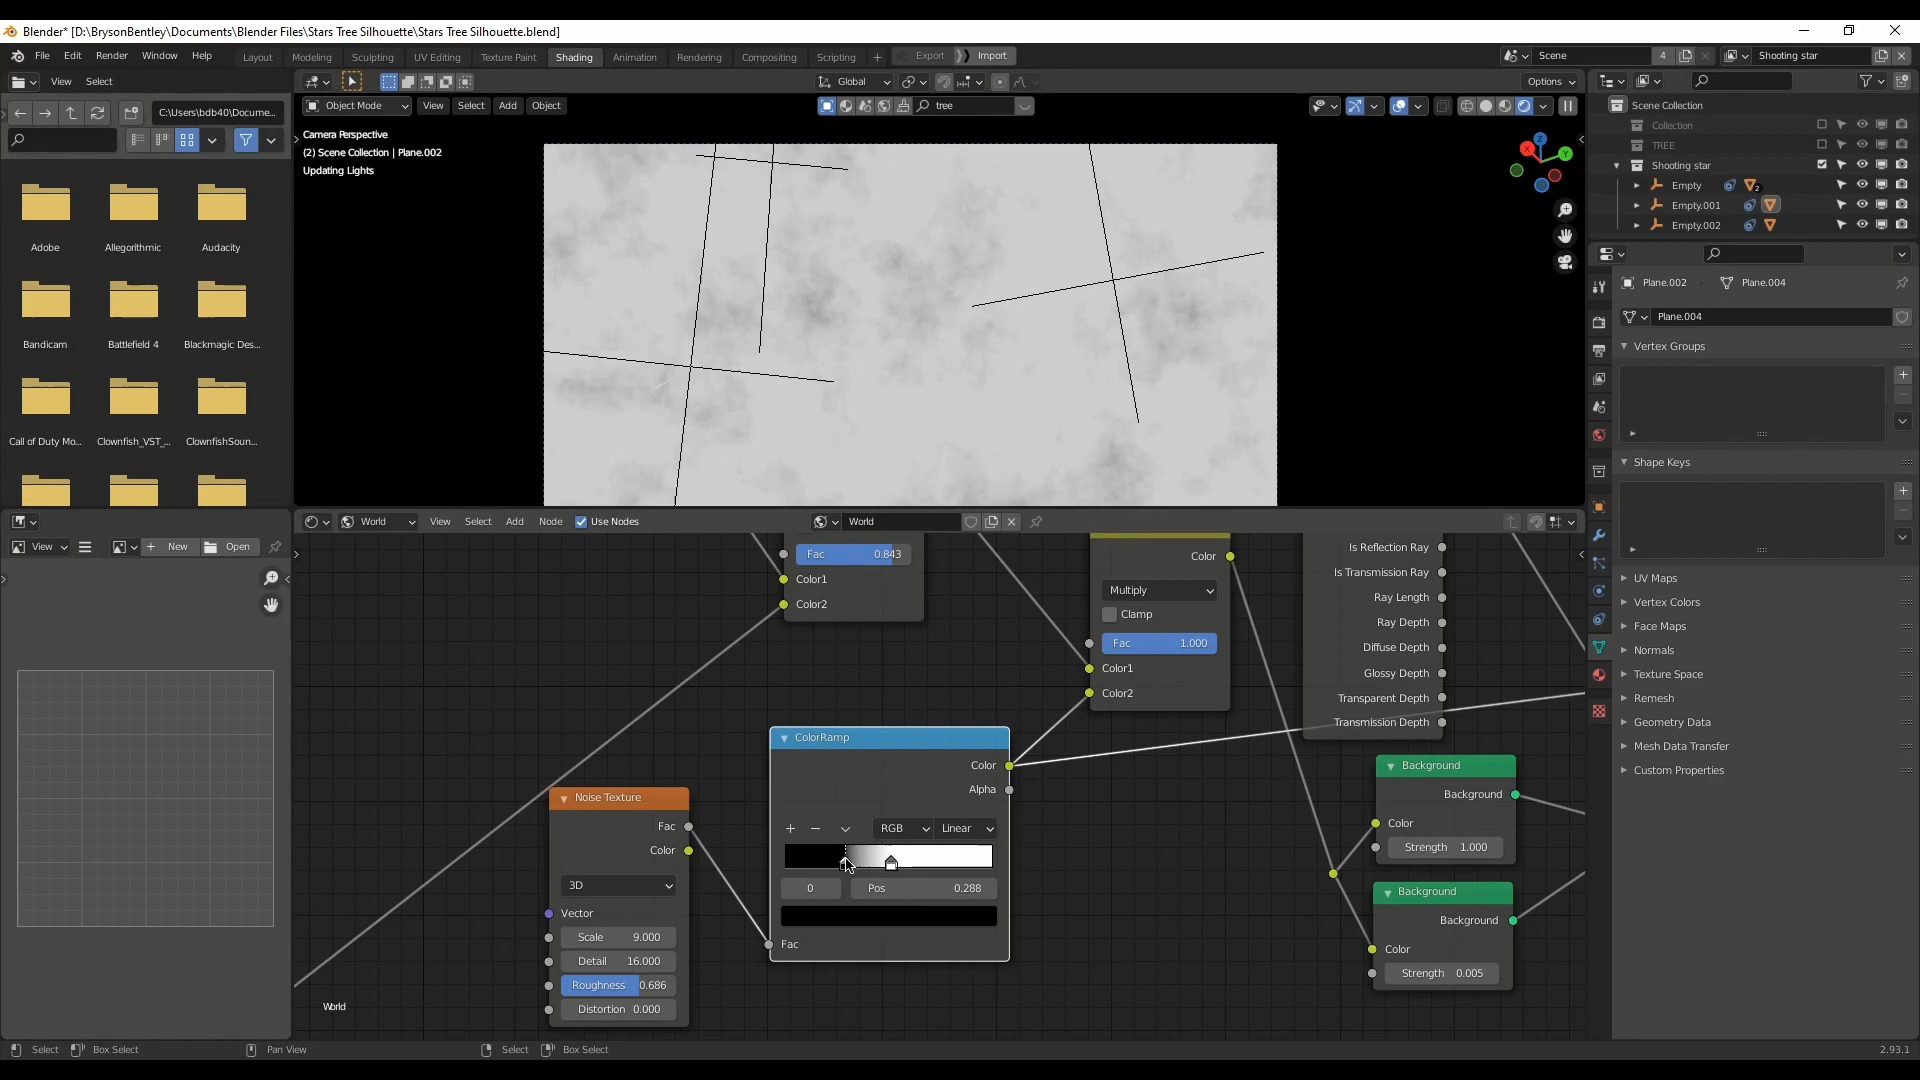 Blender* [D:\BrysonBentley\Documents\Blender Files\Stars Tree Silhouette\Stars Tree Silhouette.blend]
File Edit Render Window Help Layout Modeling Sculpting UV Editing Texture Paint Shading Animation Rendering Compositing Scripting + Export Import Scene 4 Shooting star
View Select Global Options
C:\Users\bdb40\Docume... Object Mode View Select Add Object tree
Camera Perspective
(2) Scene Collection | Plane.002
Updating Lights
X Y Z
Scene Collection
Collection
TREE
Shooting star
Empty 2
Empty.001
Empty.002
Adobe Allegorithmic Audacity
Bandicam Battlefield 4 Blackmagic Des...
Call of Duty Mo... Clownfish_VST_... ClownfishSoun...
Plane.002 Plane.004
Plane.004
Vertex Groups
Shape Keys
UV Maps
Vertex Colors
Face Maps
Normals
Texture Space
Remesh
Geometry Data
Mesh Data Transfer
Custom Properties
World View Select Add Node Use Nodes World
View + New Open
Fac 0.843
Color1
Color2
Color
Multiply
Clamp
Fac 1.000
Color1
Color2
Is Reflection Ray
Is Transmission Ray
Ray Length
Ray Depth
Diffuse Depth
Glossy Depth
Transparent Depth
Transmission Depth
ColorRamp
Color
Alpha
+ − RGB Linear
0 Pos 0.288
Fac
Noise Texture
Fac
Color
3D
Vector
Scale 9.000
Detail 16.000
Roughness 0.686
Distortion 0.000
Background
Background
Color
Strength 1.000
Background
Background
Color
Strength 0.005
World
Select Box Select Pan View Select Box Select 2.93.1